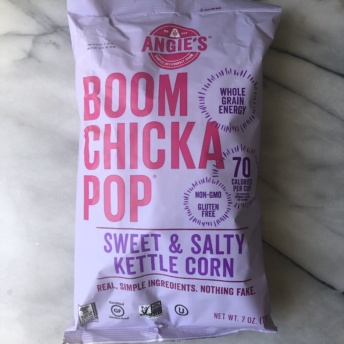 ANGIE'S®
BOOM
CHICKA
POP®
WHOLE
GRAIN
ENERGY
70
CALORIES
PER CUP
NON-GMO
GLUTEN
FREE
SWEET & SALTY
KETTLE CORN
REAL, SIMPLE INGREDIENTS. NOTHING FAKE.
GF
U
NET WT. 7 OZ.